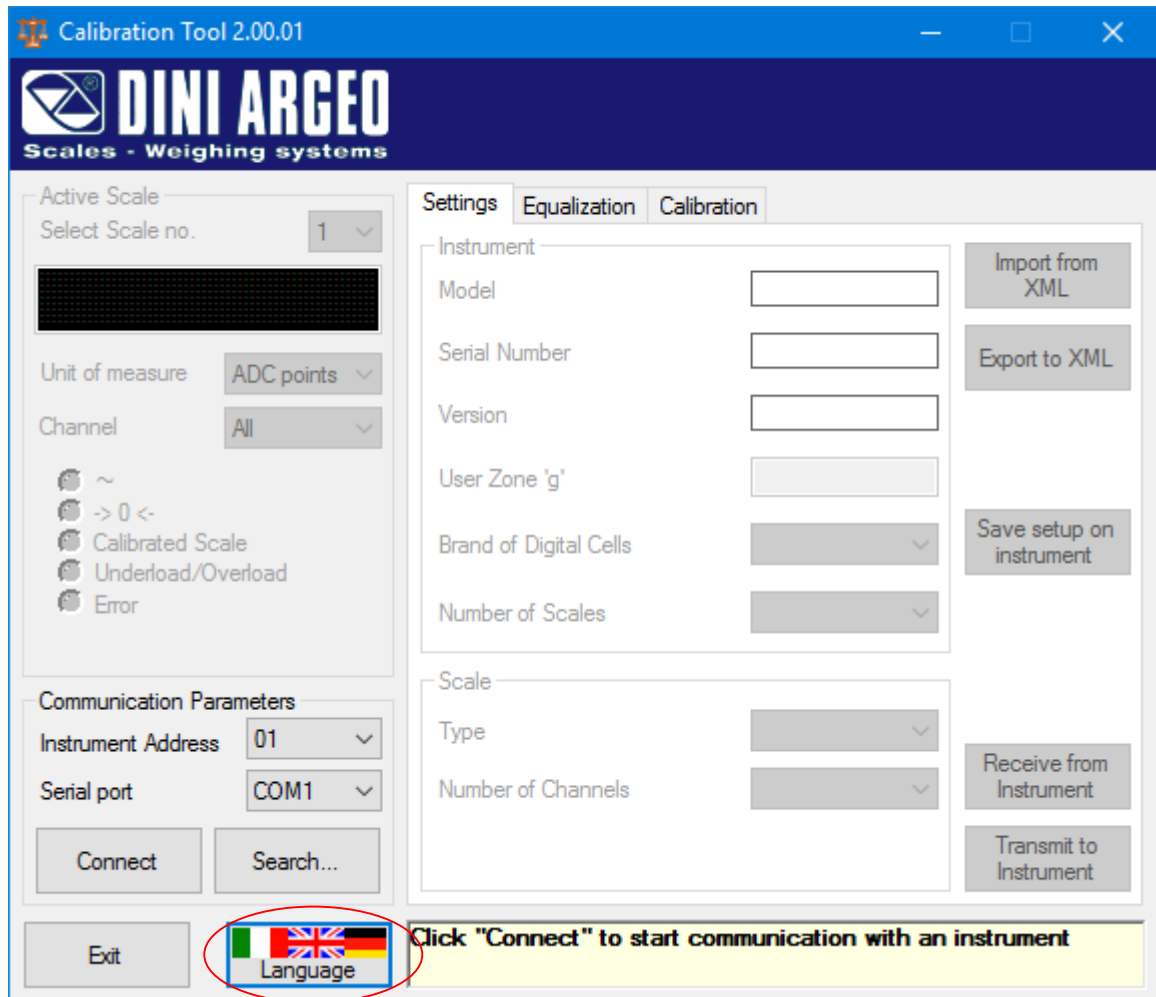 Calibration Tool 2.00.01
DINI ARGEO
Scales - Weighing systems
Active Scale
Select Scale no.
1
Unit of measure
ADC points
Channel
All
~
-> 0 <-
Calibrated Scale
Underload/Overload
Error
Communication Parameters
Instrument Address
01
Serial port
COM1
Connect
Search...
Exit
Language
Settings
Equalization
Calibration
Instrument
Model
Serial Number
Version
User Zone 'g'
Brand of Digital Cells
Number of Scales
Scale
Type
Number of Channels
Import from
XML
Export to XML
Save setup on
instrument
Receive from
Instrument
Transmit to
Instrument
Click "Connect" to start communication with an instrument